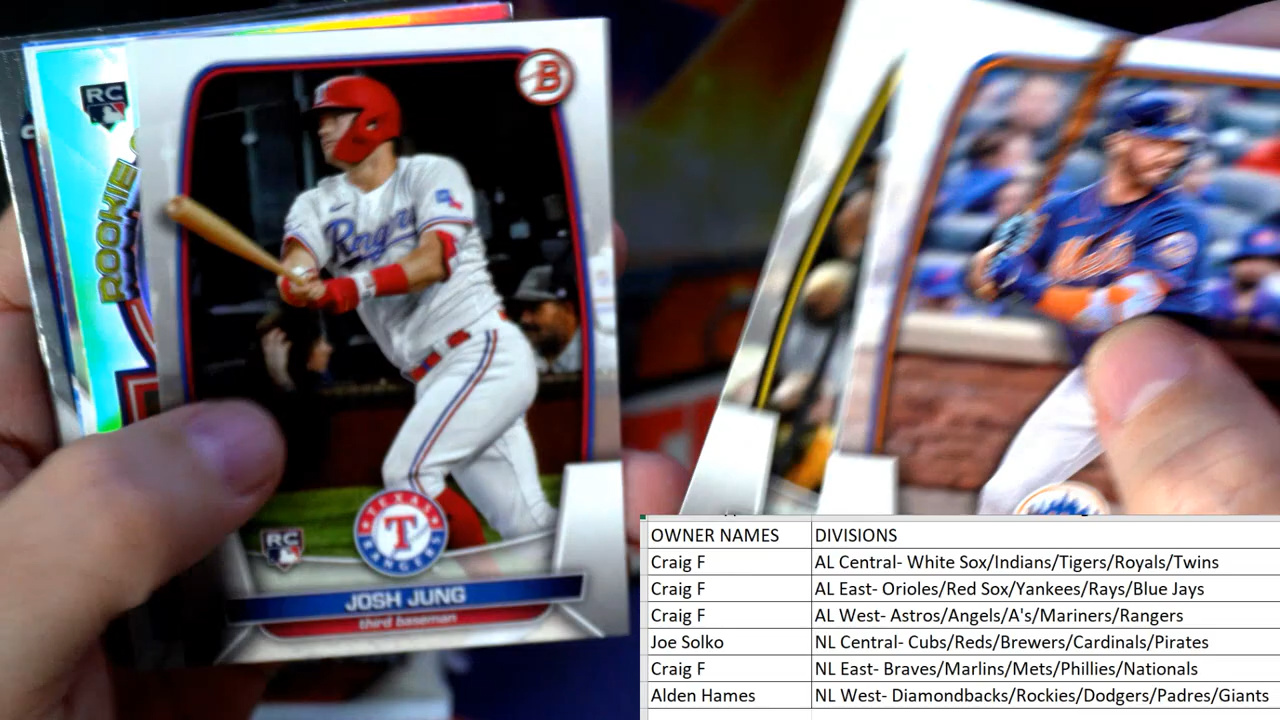 RC
ROOKIE
B
Rngrs
TEXAS
T
RANGERS
RC
JOSH JUNG
third baseman
Mets
OWNER NAMES DIVISIONS
Craig F AL Central- White Sox/Indians/Tigers/Royals/Twins
Craig F AL East- Orioles/Red Sox/Yankees/Rays/Blue Jays
Craig F AL West- Astros/Angels/A's/Mariners/Rangers
Joe Solko NL Central- Cubs/Reds/Brewers/Cardinals/Pirates
Craig F NL East- Braves/Marlins/Mets/Phillies/Nationals
Alden Hames NL West- Diamondbacks/Rockies/Dodgers/Padres/Giants